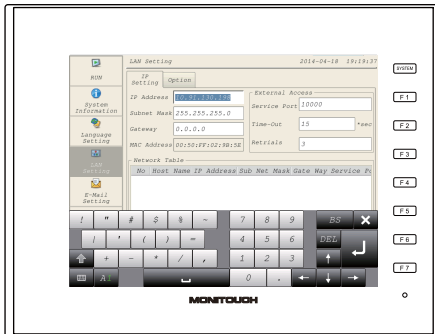 LAN Setting 2014-04-18 19:19:37
RUN
System
Information
Language
Setting
LAN
Setting
E-Mail
Setting
IP
Setting
Option
IP Address
Subnet Mask 255.255.255.0
Gateway 0.0.0.0
MAC Address 00:50:FF:02:9B:5E
External Access
Service Port 10000
Time-Out 15 *sec
Retrials 3
Network Table
No Host Name IP Address Sub Net Mask Gate Way Service
! " # $ % ~ 7 8 9 BS
| ' ( ) = 4 5 6 DEL
+ - * / , 1 2 3
0 .
MONITOUCH
SYSTEM
F1
F2
F3
F4
F5
F6
F7